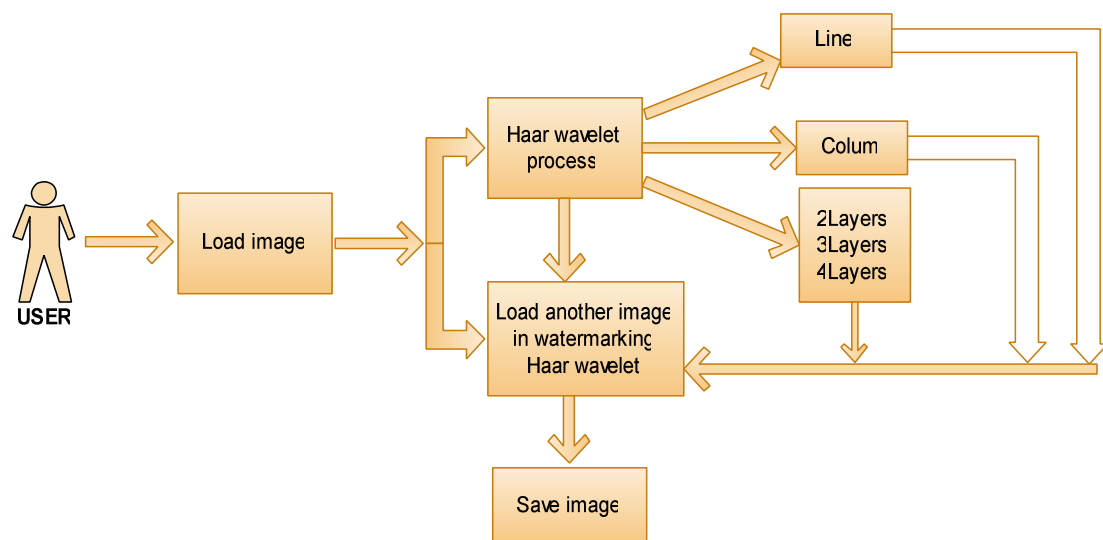 USER
Load image
Haar wavelet
process
Load another image
in watermarking
Haar wavelet
Save image
Line
Colum
2Layers
3Layers
4Layers